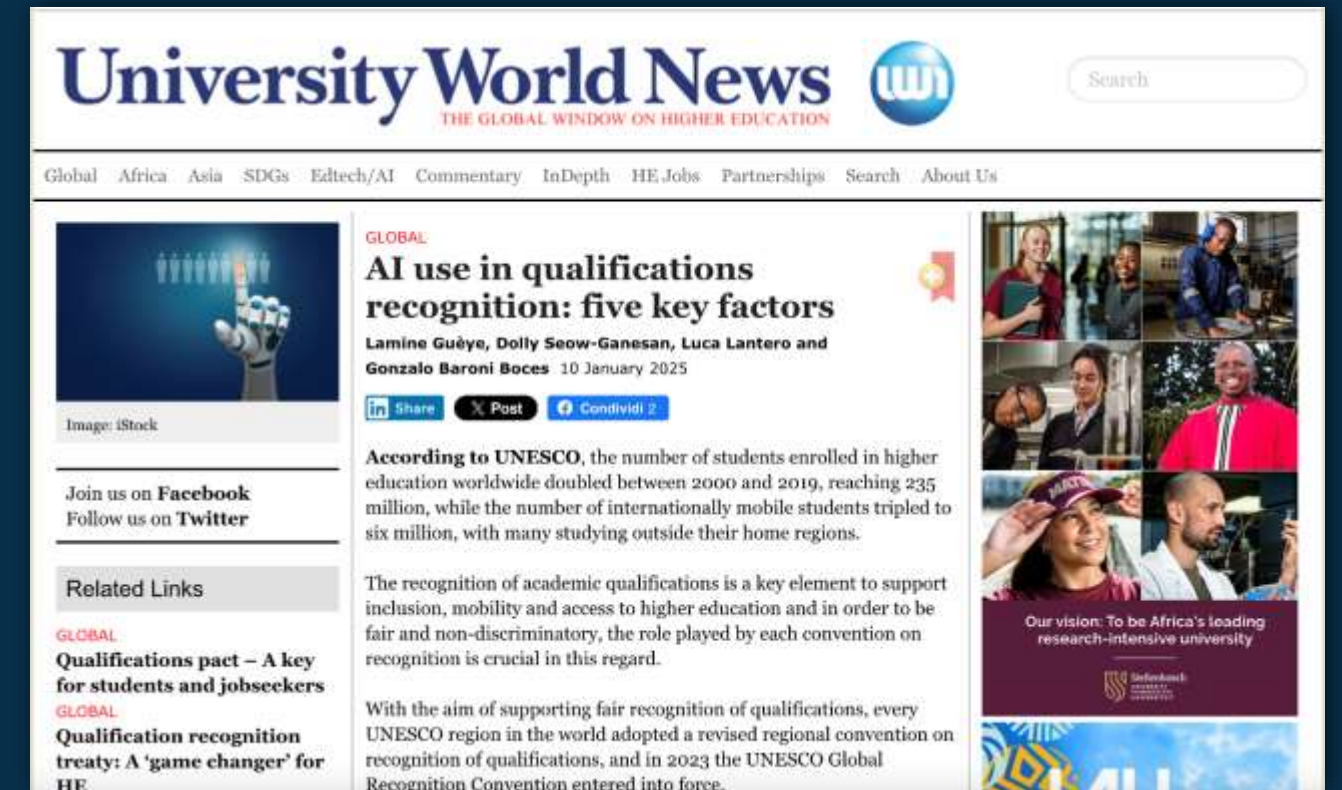 University World News
THE GLOBAL WINDOW ON HIGHER EDUCATION
Search
Global Africa Asia SDGs Edtech/AI Commentary InDepth HE Jobs Partnerships Search About Us
Image: iStock
Join us on Facebook
Follow us on Twitter
Related Links
GLOBAL
Qualifications pact – A key
for students and jobseekers
GLOBAL
Qualification recognition
treaty: A ‘game changer’ for
HE
GLOBAL
AI use in qualifications
recognition: five key factors
Lamine Guèye, Dolly Seow-Ganesan, Luca Lantero and
Gonzalo Baroni Boces 10 January 2025
in Share X Post Condividi 2
According to UNESCO, the number of students enrolled in higher
education worldwide doubled between 2000 and 2019, reaching 235
million, while the number of internationally mobile students tripled to
six million, with many studying outside their home regions.
The recognition of academic qualifications is a key element to support
inclusion, mobility and access to higher education and in order to be
fair and non-discriminatory, the role played by each convention on
recognition is crucial in this regard.
With the aim of supporting fair recognition of qualifications, every
UNESCO region in the world adopted a revised regional convention on
recognition of qualifications, and in 2023 the UNESCO Global
Recognition Convention entered into force.
Our vision: To be Africa's leading
research-intensive university
Stellenbosch